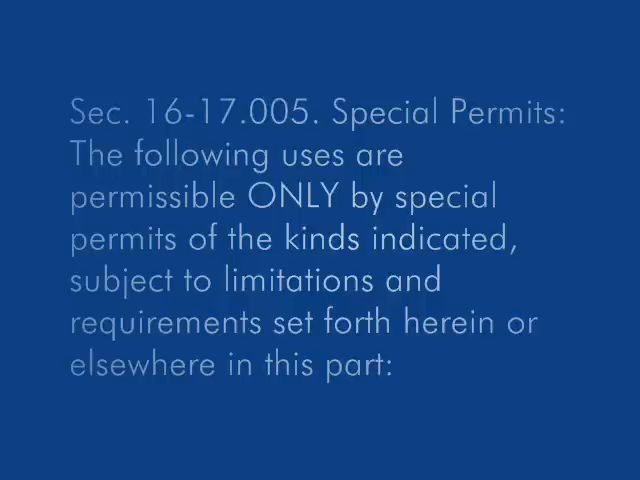 Sec. 16-17.005. Special Permits:
The following uses are
permissible ONLY by special
permits of the kinds indicated,
subject to limitations and
requirements set forth herein or
elsewhere in this part: